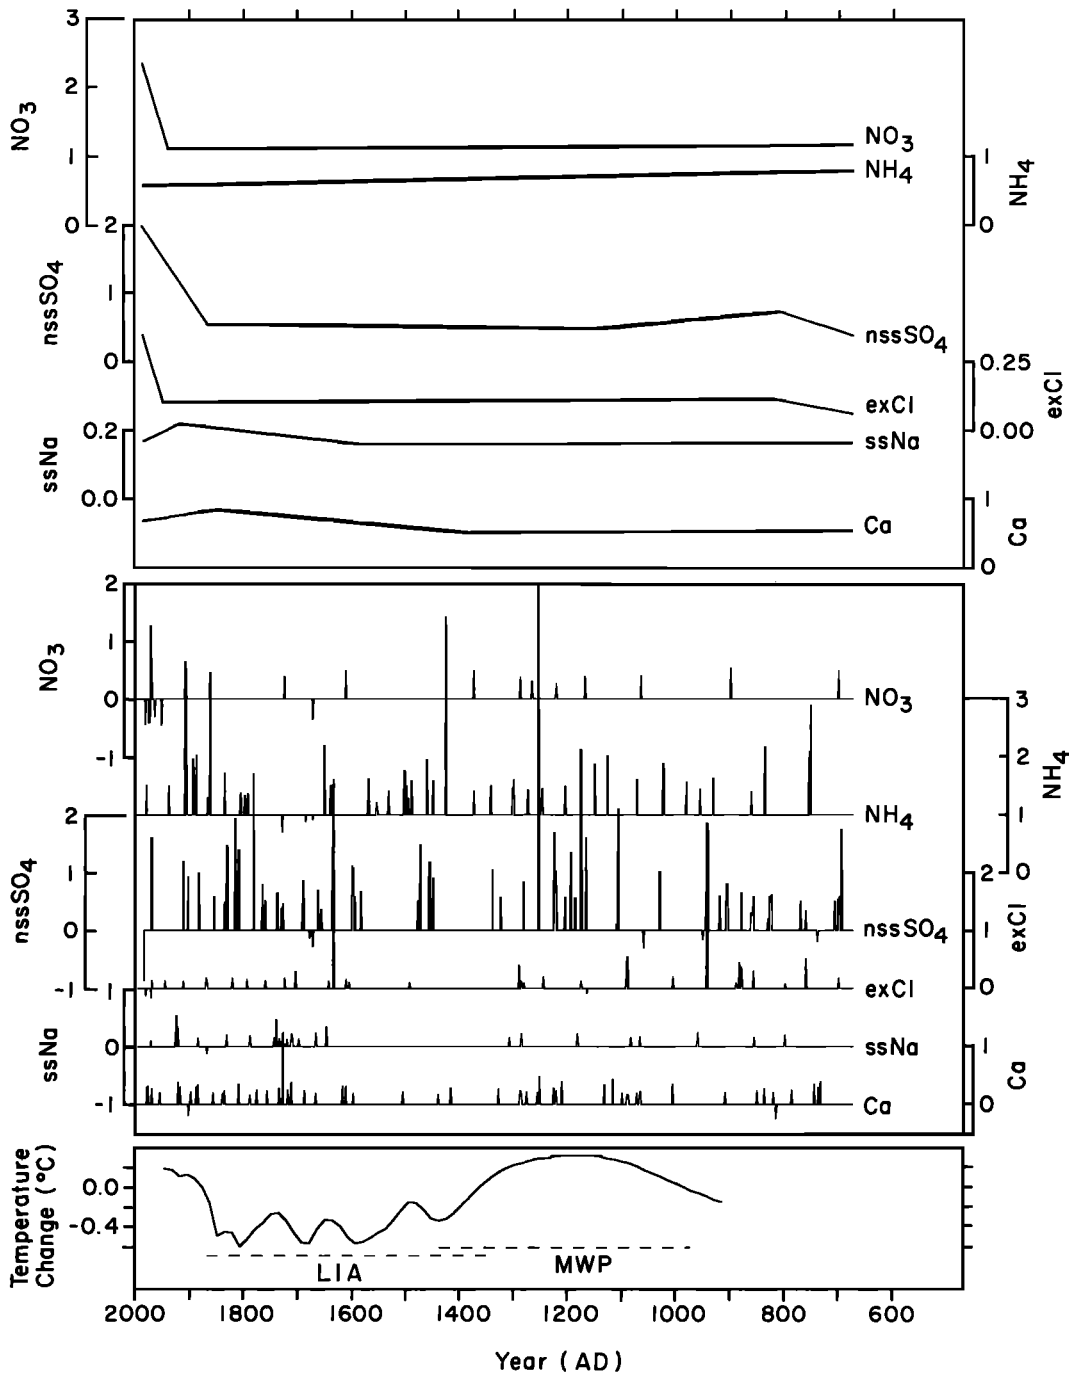 3
2
1
0
NO3
NO3
NH4
1
0
NH4
2
1
0
nssSO4
nssSO4
0.25
0.00
exCl
exCl
0.2
0.0
ssNa
ssNa
Ca
1
0
Ca
2
1
0
-1
NO3
NO3
3
2
1
0
NH4
NH4
2
1
0
-1
nssSO4
nssSO4
2
1
0
exCl
exCl
1
0
-1
ssNa
ssNa
1
0
Ca
Ca
Temperature
Change (°C)
0.0
-0.4
LIA
MWP
2000 1800 1600 1400 1200 1000 800 600
Year (AD)